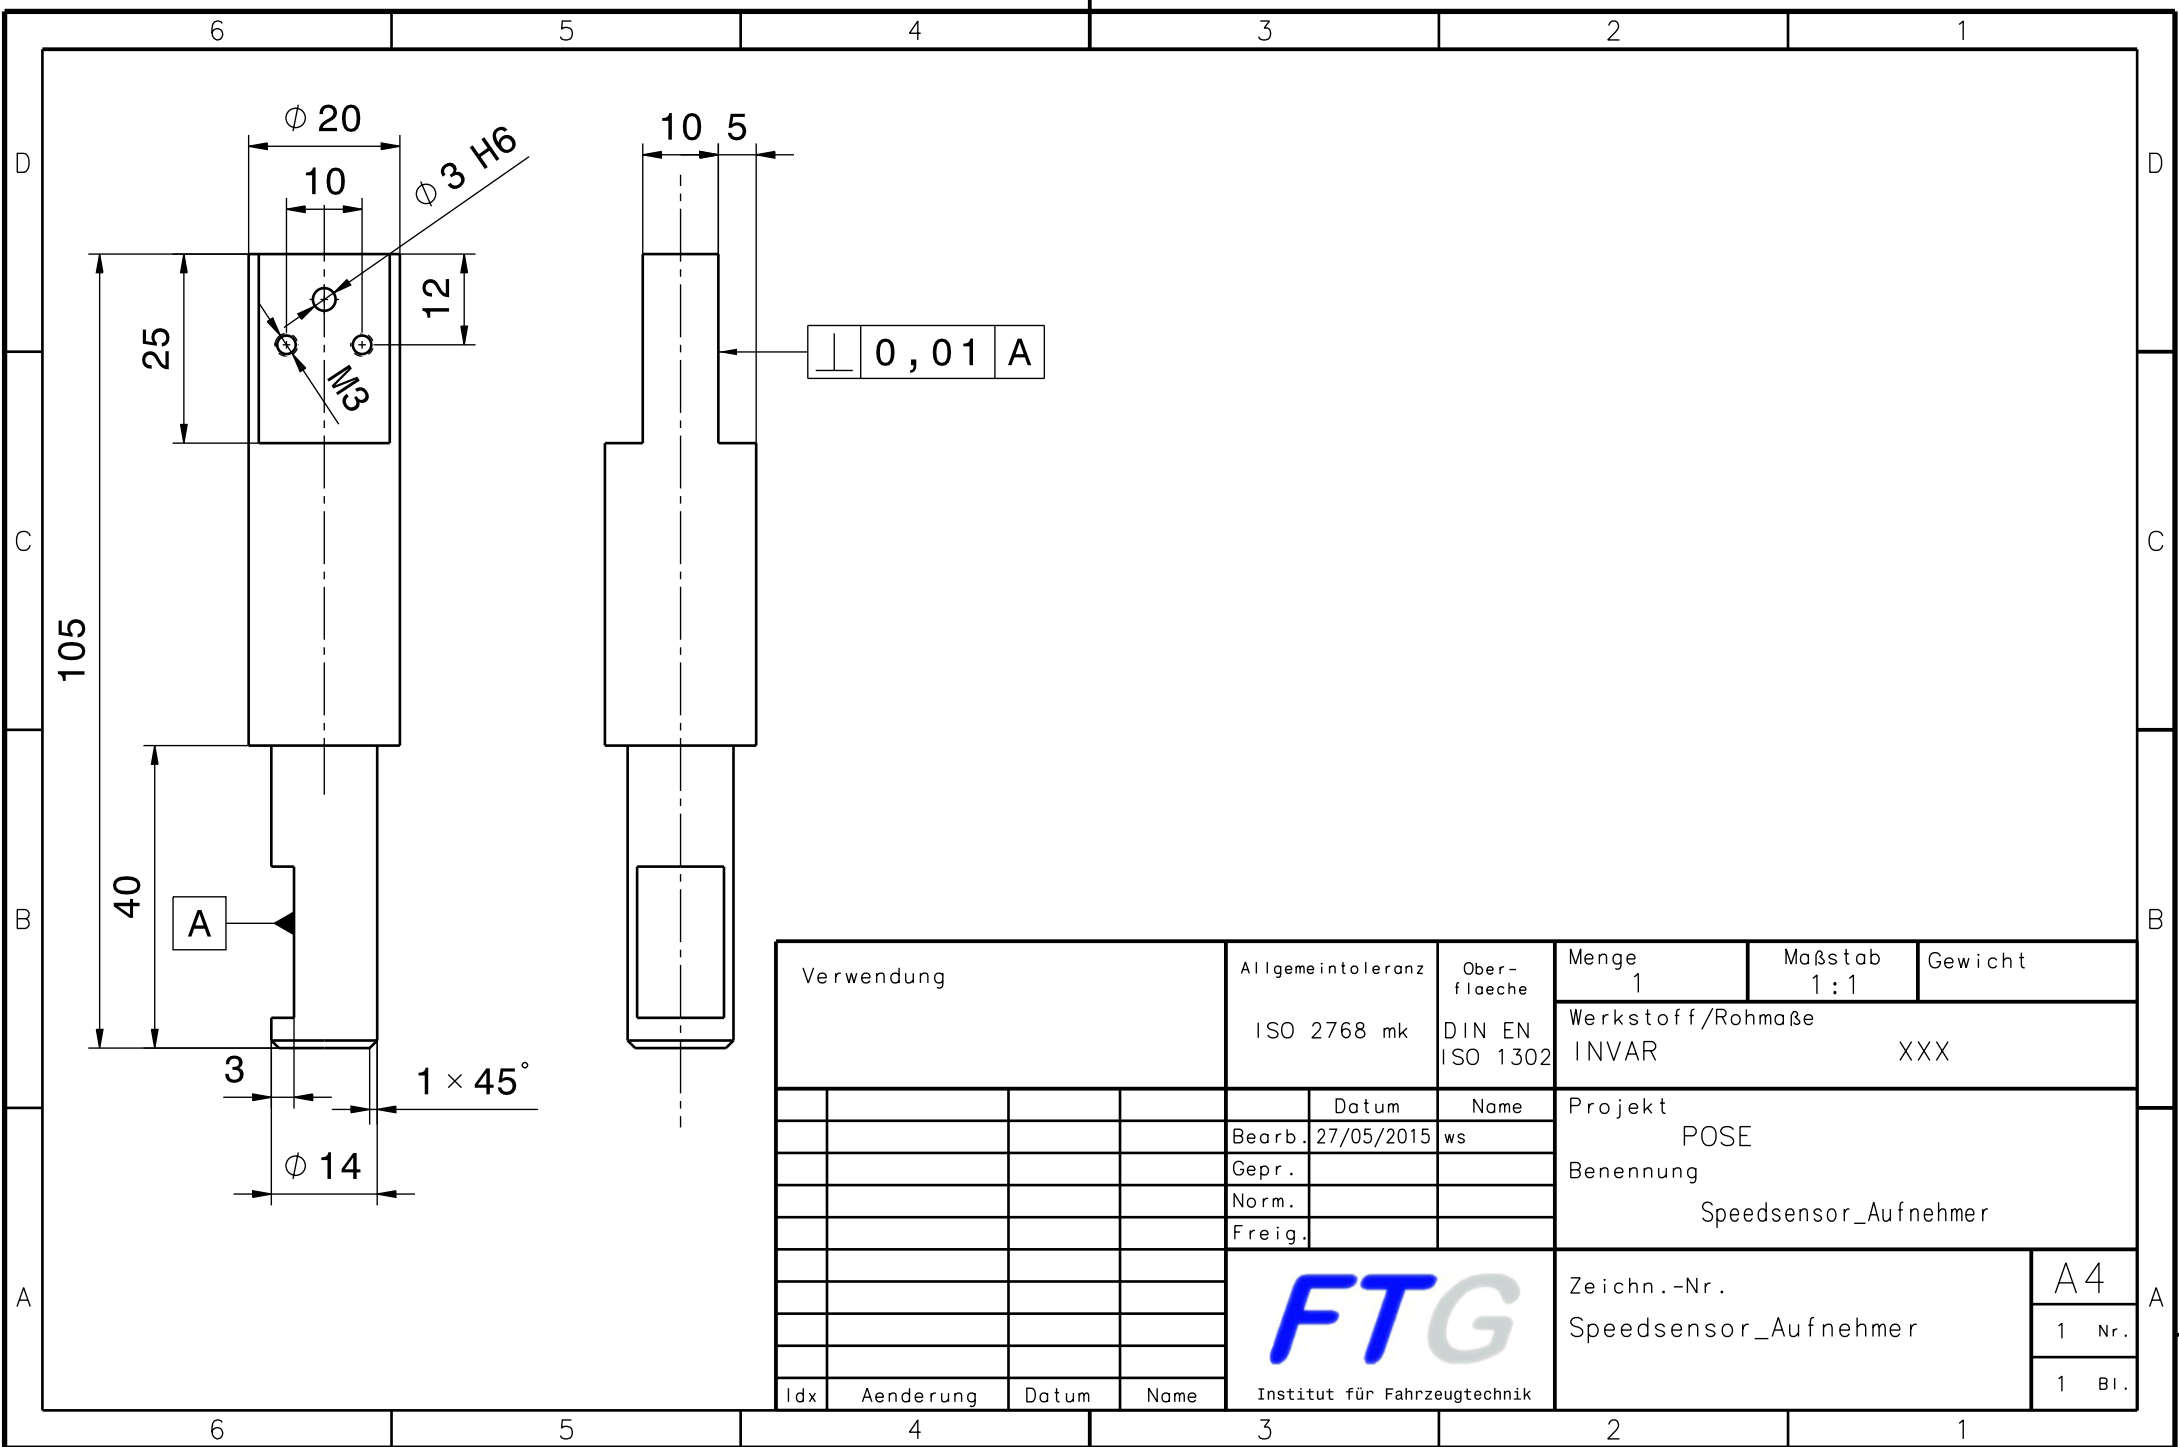 6 5 4 3 2 1
D D
C C
B B
A A
⌀ 20
10
⌀ 3 H6
12
25
M3
105
40
A
3
1 × 45°
⌀ 14
10 5
⊥ 0,01 A
Verwendung
Allgemeintoleranz
ISO 2768 mk
Ober-
flaeche
DIN EN
ISO 1302
Menge
1
Maßstab
1:1
Gewicht
Werkstoff/Rohmaße
INVAR XXX
Datum Name
Bearb. 27/05/2015 ws
Gepr.
Norm.
Freig.
Projekt
POSE
Benennung
Speedsensor_Aufnehmer
Idx Aenderung Datum Name
FTG
Institut für Fahrzeugtechnik
Zeichn.-Nr.
Speedsensor_Aufnehmer
A4
1 Nr.
1 Bl.
6 5 4 3 2 1